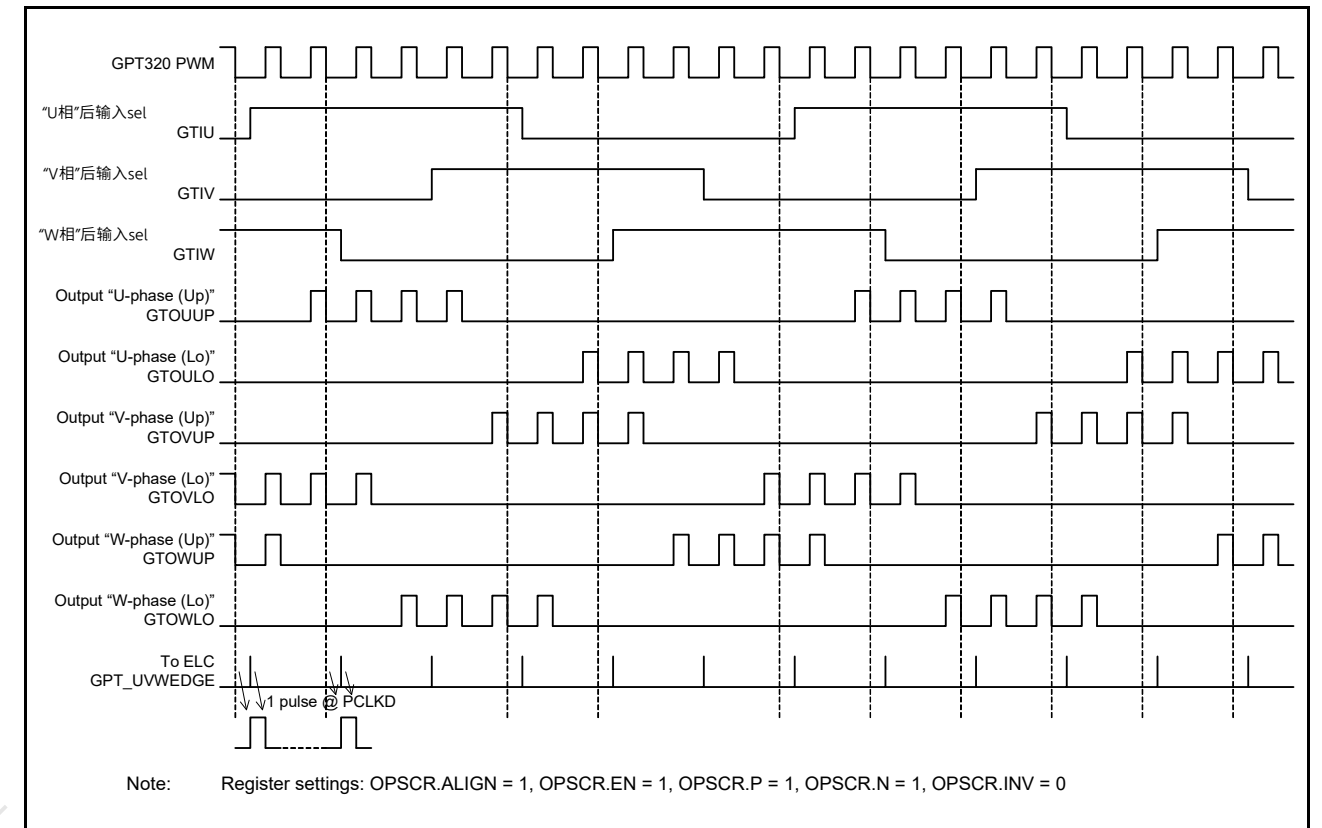 GPT320 PWM
“U相”后输入sel
GTIU
“V相”后输入sel
GTIV
“W相”后输入sel
GTIW
Output “U-phase (Up)”
GTOUUP
Output “U-phase (Lo)”
GTOULO
Output “V-phase (Up)”
GTOVUP
Output “V-phase (Lo)”
GTOVLO
Output “W-phase (Up)”
GTOWUP
Output “W-phase (Lo)”
GTOWLO
To ELC
GPT_UVWEDGE
1 pulse @ PCLKD
Note: Register settings: OPSCR.ALIGN = 1, OPSCR.EN = 1, OPSCR.P = 1, OPSCR.N = 1, OPSCR.INV = 0